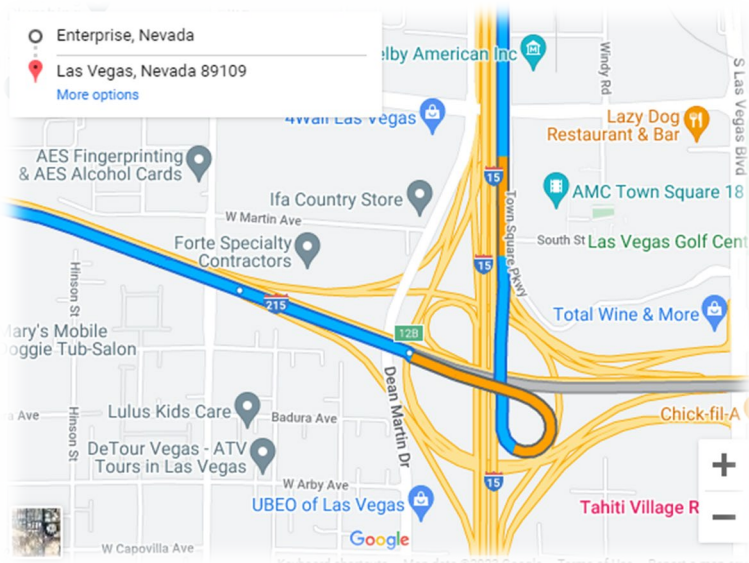 Enterprise, Nevada
Las Vegas, Nevada 89109
More options
elby American Inc
Windy Rd
S Las Vegas Blvd
4Wall Las Vegas
Lazy Dog
Restaurant & Bar
AES Fingerprinting
& AES Alcohol Cards
15
AMC Town Square 18
Ifa Country Store
Town Square Pkwy
W Martin Ave
South St
Las Vegas Golf Cent
Forte Specialty
Contractors
15
Hinson St
215
Total Wine & More
12B
Mary's Mobile
Doggie Tub-Salon
Dean Martin Dr
a Ave
Hinson St
Lulus Kids Care
Badura Ave
Chick-fil-A
DeTour Vegas - ATV
Tours in Las Vegas
15
W Arby Ave
UBEO of Las Vegas
Tahiti Village R
Google
W Capovilla Ave